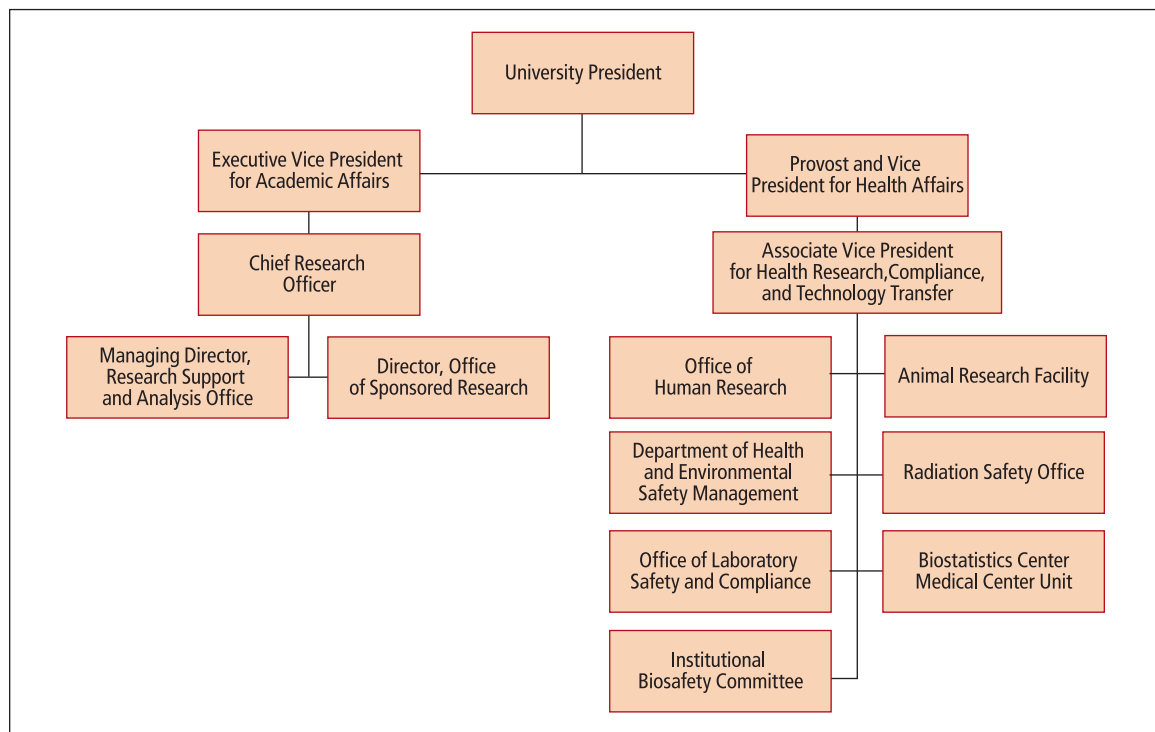 University President
Executive Vice President
for Academic Affairs
Provost and Vice
President for Health Affairs
Chief Research
Officer
Associate Vice President
for Health Research,Compliance,
and Technology Transfer
Managing Director,
Research Support
and Analysis Office
Director, Office
of Sponsored Research
Office of
Human Research
Animal Research Facility
Department of Health
and Environmental
Safety Management
Radiation Safety Office
Office of Laboratory
Safety and Compliance
Biostatistics Center
Medical Center Unit
Institutional
Biosafety Committee